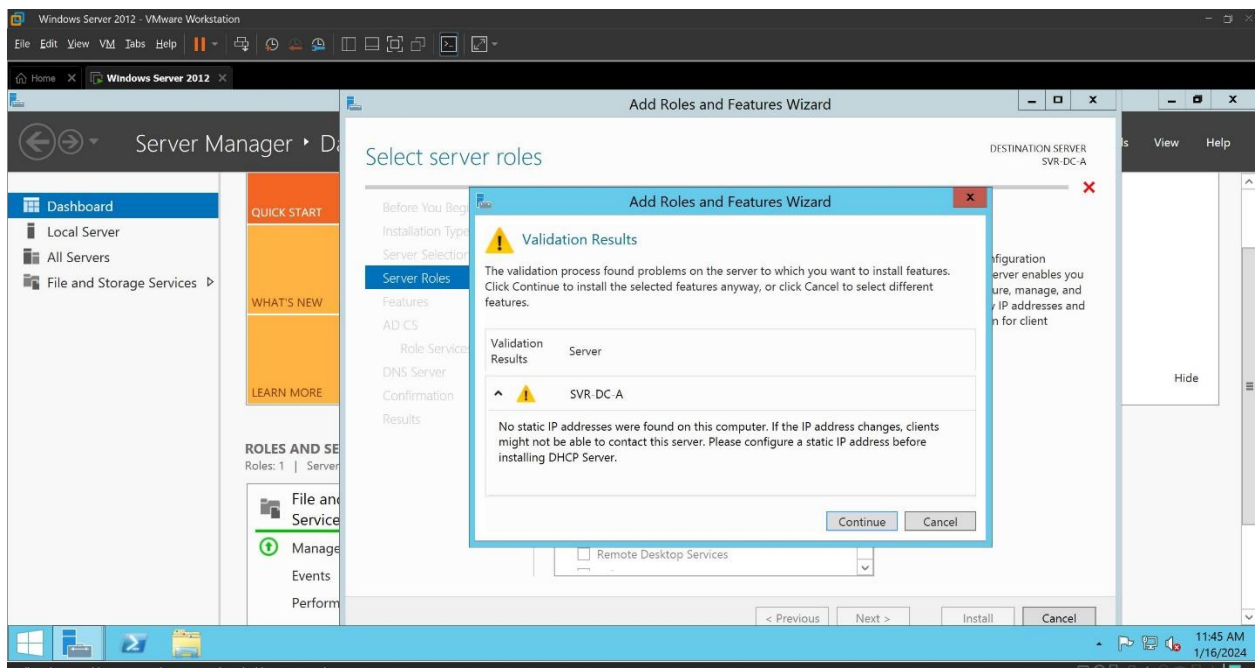 Windows Server 2012 - VMware Workstation
File Edit View VM Tabs Help
Home X Windows Server 2012 X
Add Roles and Features Wizard
Server Manager
View Help
Select server roles
DESTINATION SERVER
SVR-DC-A
Dashboard
Local Server
All Servers
File and Storage Services
QUICK START
WHAT'S NEW
LEARN MORE
Hide
ROLES AND SE
Roles: 1 | Server
File and
Service
Manage
Events
Perform
Before You Beg
Installation Type
Server Selection
Server Roles
Features
AD CS
Role Service
DNS Server
Confirmation
Results
Add Roles and Features Wizard
Validation Results
The validation process found problems on the server to which you want to install features.
Click Continue to install the selected features anyway, or click Cancel to select different
features.
Validation
Results
Server
SVR-DC-A
No static IP addresses were found on this computer. If the IP address changes, clients
might not be able to contact this server. Please configure a static IP address before
installing DHCP Server.
Continue Cancel
nfiguration
erver enables you
ure, manage, and
IP addresses and
n for client
Remote Desktop Services
< Previous Next > Install Cancel
11:45 AM
1/16/2024